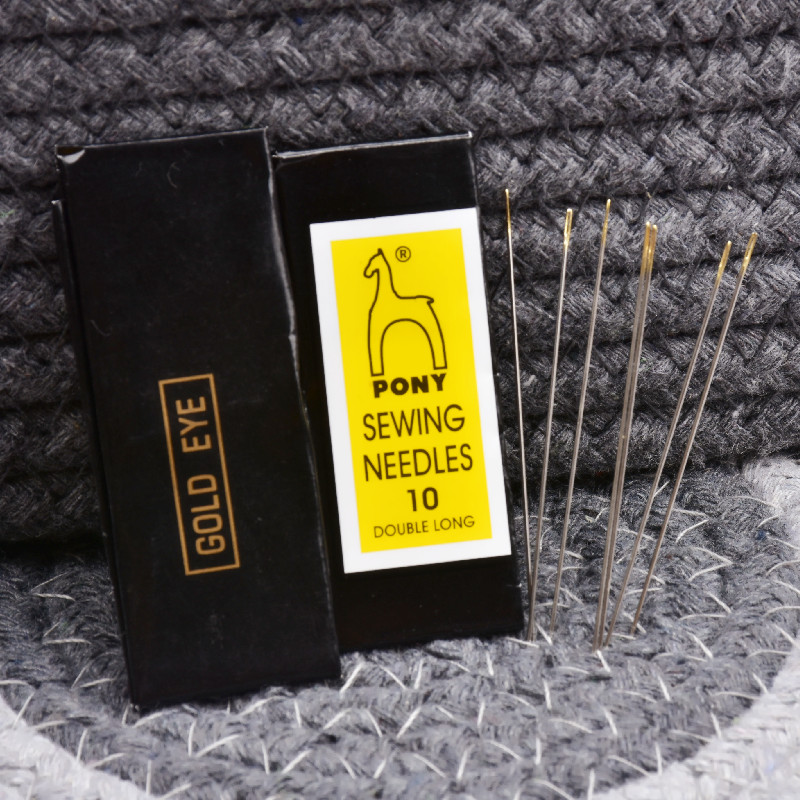 GOLD EYE
®
PONY
SEWING
NEEDLES
10
DOUBLE LONG